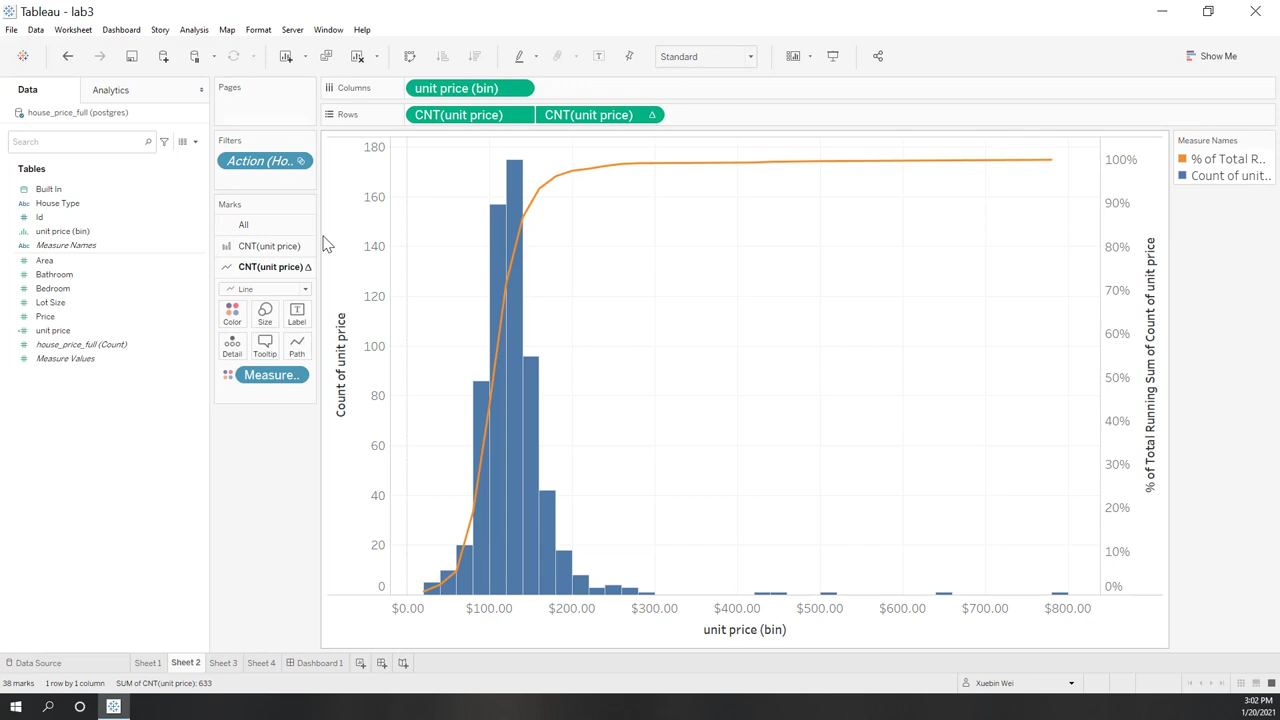 Tableau - lab3
File Data Worksheet Dashboard Story Analysis Map Format Server Window Help
Standard
Show Me
Data
Analytics
house_price_full (postgres)
Search
Tables
Built In
Abc House Type
Id
unit price (bin)
Abc Measure Names
Area
Bathroom
Bedroom
Lot Size
Price
unit price
house_price_full (Count)
Measure Values
Pages
Filters
Action (Ho..
Marks
All
CNT(unit price)
CNT(unit price) Δ
Line
Color Size Label
Detail Tooltip Path
Measure..
Columns unit price (bin)
Rows CNT(unit price) CNT(unit price) Δ
180
160
140
120
100
80
60
40
20
0
Count of unit price
100%
90%
80%
70%
60%
50%
40%
30%
20%
10%
0%
% of Total Running Sum of Count of unit price
$0.00 $100.00 $200.00 $300.00 $400.00 $500.00 $600.00 $700.00 $800.00
unit price (bin)
Measure Names
% of Total R..
Count of unit..
Data Source Sheet 1 Sheet 2 Sheet 3 Sheet 4 Dashboard 1
38 marks 1 row by 1 column SUM of CNT(unit price): 633
Xuebin Wei
3:02 PM
1/20/2021